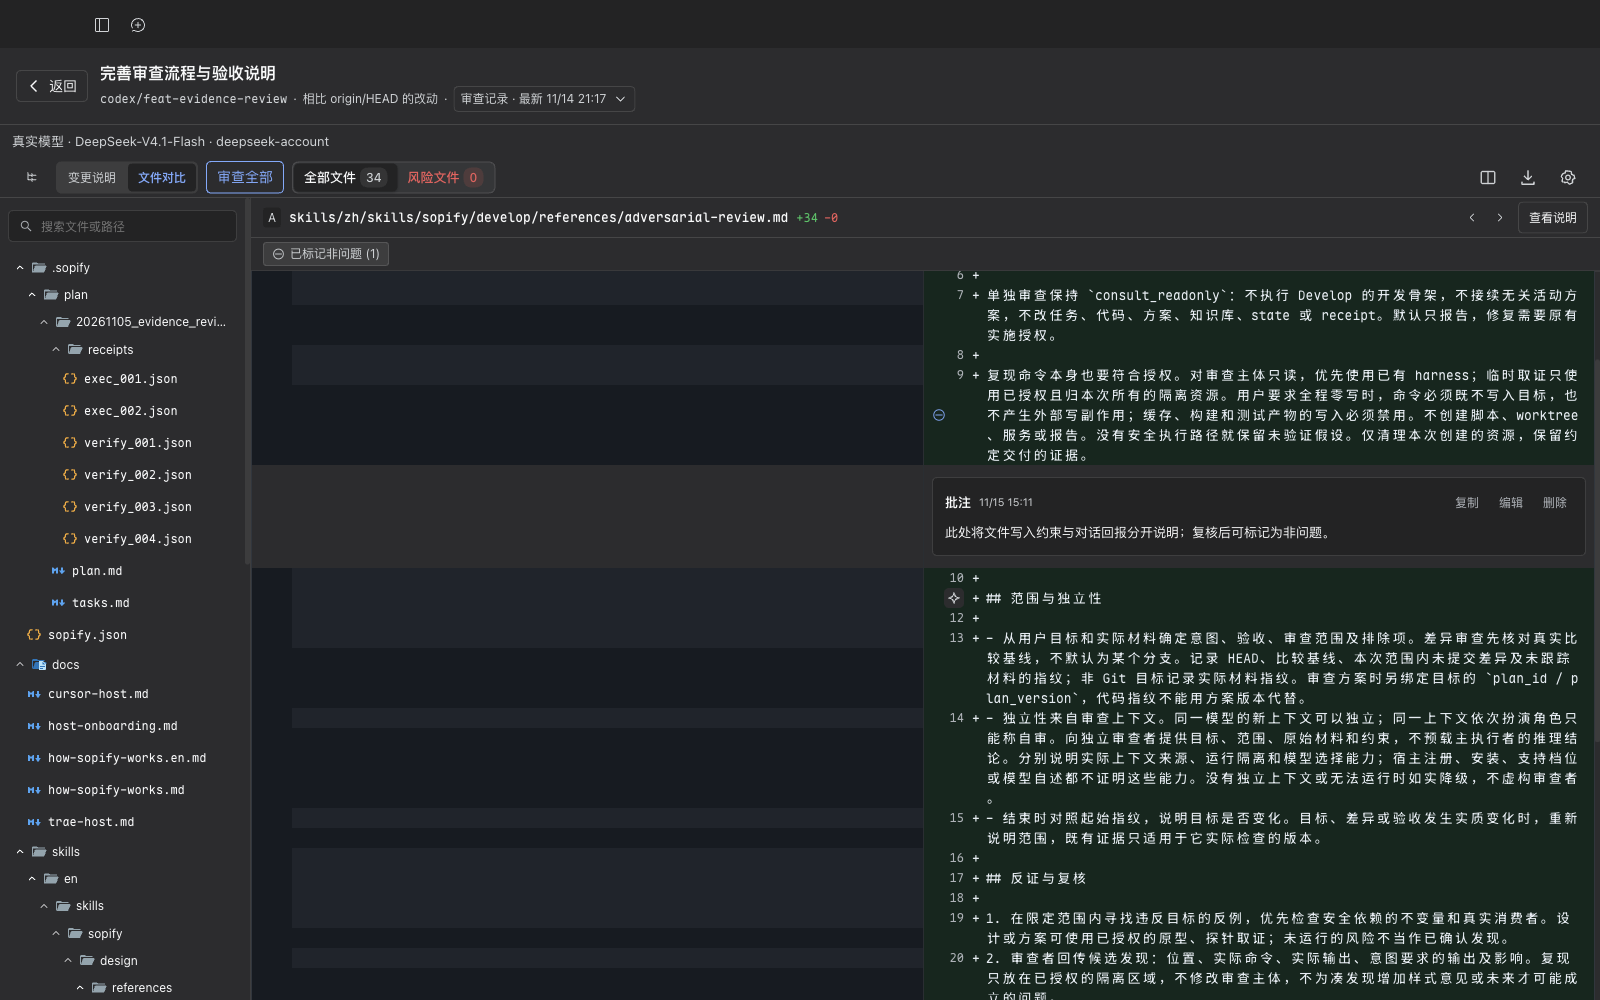 返回
完善审查流程与验收说明
codex/feat-evidence-review · 相比 origin/HEAD 的改动 · 审查记录 · 最新 11/14 21:17
真实模型 · DeepSeek-V4.1-Flash · deepseek-account
变更说明 文件对比 审查全部 全部文件 34 风险文件 0
搜索文件或路径
.sopify
plan
20261105_evidence_revi...
receipts
exec_001.json
exec_002.json
verify_001.json
verify_002.json
verify_003.json
verify_004.json
plan.md
tasks.md
sopify.json
docs
cursor-host.md
host-onboarding.md
how-sopify-works.en.md
how-sopify-works.md
trae-host.md
skills
en
skills
sopify
design
references
A skills/zh/skills/sopify/develop/references/adversarial-review.md +34 -0
查看说明
已标记非问题 (1)
6 +
7 + 单独审查保持 `consult_readonly`：不执行 Develop 的开发骨架，不接续无关活动方
案，不改任务、代码、方案、知识库、state 或 receipt。默认只报告，修复需要原有
实施授权。
8 +
9 + 复现命令本身也要符合授权。对审查主体只读，优先使用已有 harness；临时取证只使
用已授权且归本次所有的隔离资源。用户要求全程零写时，命令必须既不写入目标，也
不产生外部写副作用；缓存、构建和测试产物的写入必须禁用。不创建脚本、worktree
、服务或报告。没有安全执行路径就保留未验证假设。仅清理本次创建的资源，保留约
定交付的证据。
批注 11/15 15:11 复制 编辑 删除
此处将文件写入约束与对话回报分开说明；复核后可标记为非问题。
10 +
+ ## 范围与独立性
12 +
13 + - 从用户目标和实际材料确定意图、验收、审查范围及排除项。差异审查先核对真实比
较基线，不默认为某个分支。记录 HEAD、比较基线、本次范围内未提交差异及未跟踪
材料的指纹；非 Git 目标记录实际材料指纹。审查方案时另绑定目标的 `plan_id / p
lan_version`，代码指纹不能用方案版本代替。
14 + - 独立性来自审查上下文。同一模型的新上下文可以独立；同一上下文依次扮演角色只
能称自审。向独立审查者提供目标、范围、原始材料和约束，不预载主执行者的推理结
论。分别说明实际上下文来源、运行隔离和模型选择能力；宿主注册、安装、支持档位
或模型自述都不证明这些能力。没有独立上下文或无法运行时如实降级，不虚构审查者
。
15 + - 结束时对照起始指纹，说明目标是否变化。目标、差异或验收发生实质变化时，重新
说明范围，既有证据只适用于它实际检查的版本。
16 +
17 + ## 反证与复核
18 +
19 + 1. 在限定范围内寻找违反目标的反例，优先检查安全依赖的不变量和真实消费者。设
计或方案可使用已授权的原型、探针取证；未运行的风险不当作已确认发现。
20 + 2. 审查者回传候选发现：位置、实际命令、实际输出、意图要求的输出及影响。复现
只放在已授权的隔离区域，不修改审查主体，不为凑发现增加样式意见或未来才可能成
立的问题。